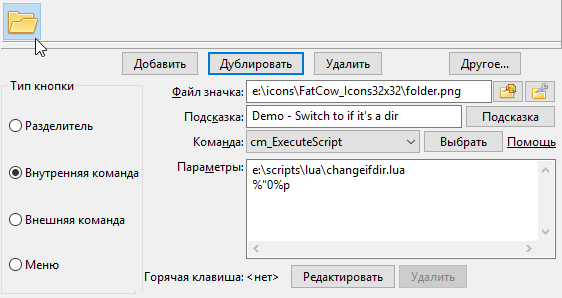 Добавить Дублировать Удалить Другое...
Тип кнопки
Разделитель
Внутренняя команда
Внешняя команда
Меню
Файл значка: e:\icons\FatCow_Icons32x32\folder.png
Подсказка: Demo - Switch to if it's a dir Подсказка
Команда: cm_ExecuteScript Выбрать Помощь
Параметры: e:\scripts\lua\changeifdir.lua
%"0%p
Горячая клавиша: <нет> Редактировать Удалить